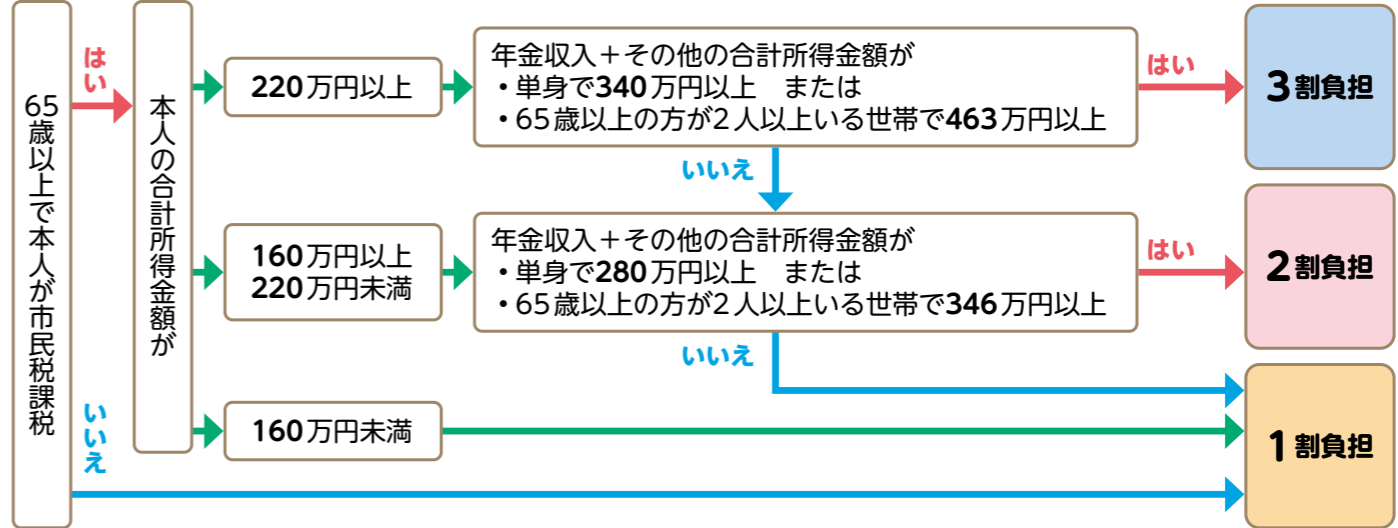 65歳以上で本人が市民税課税
はい
いいえ
本人の合計所得金額が
220万円以上
年金収入＋その他の合計所得金額が
・単身で340万円以上　または
・65歳以上の方が2人以上いる世帯で463万円以上
はい
3割負担
いいえ
160万円以上
220万円未満
年金収入＋その他の合計所得金額が
・単身で280万円以上　または
・65歳以上の方が2人以上いる世帯で346万円以上
はい
2割負担
いいえ
160万円未満
1割負担